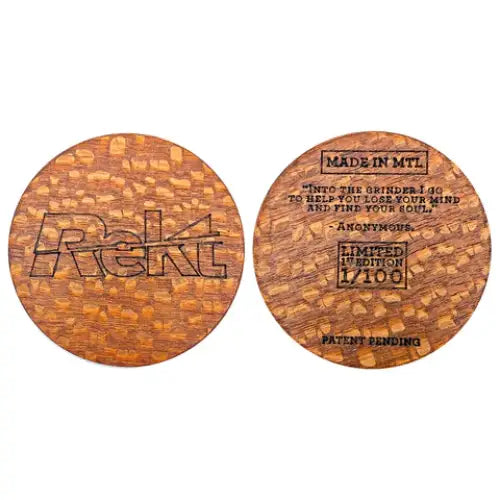 Rekt
MADE IN MTL
"INTO THE GRINDER I GO
TO HELP YOU LOSE YOUR MIND
AND FIND YOUR SOUL."
- ANONYMOUS.
LIMITED
1ST EDITION
1/100
PATENT PENDING